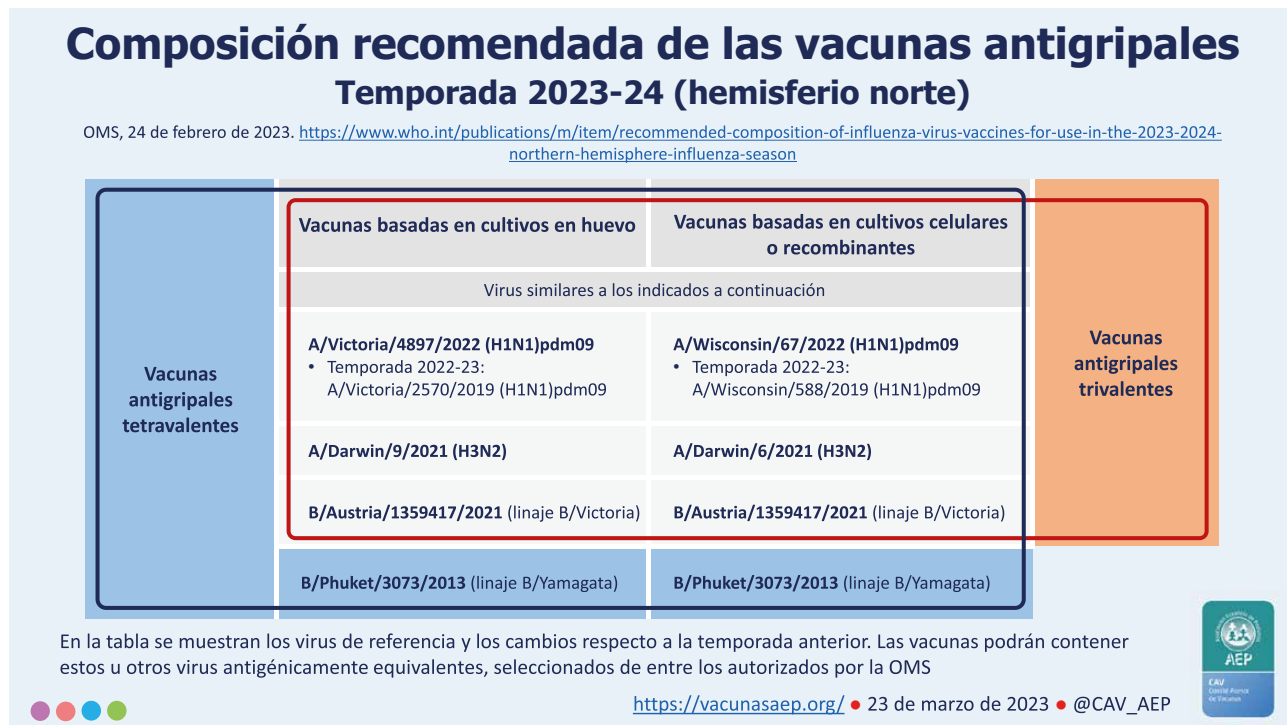 Composición recomendada de las vacunas antigripales
Temporada 2023-24 (hemisferio norte)
OMS, 24 de febrero de 2023. https://www.who.int/publications/m/item/recommended-composition-of-influenza-virus-vaccines-for-use-in-the-2023-2024-
northern-hemisphere-influenza-season
Vacunas basadas en cultivos en huevo
Vacunas basadas en cultivos celulares
o recombinantes
Virus similares a los indicados a continuación
Vacunas
antigripales
tetravalentes
A/Victoria/4897/2022 (H1N1)pdm09
• Temporada 2022-23:
A/Victoria/2570/2019 (H1N1)pdm09
A/Wisconsin/67/2022 (H1N1)pdm09
• Temporada 2022-23:
A/Wisconsin/588/2019 (H1N1)pdm09
Vacunas
antigripales
trivalentes
A/Darwin/9/2021 (H3N2)
A/Darwin/6/2021 (H3N2)
B/Austria/1359417/2021 (linaje B/Victoria)
B/Austria/1359417/2021 (linaje B/Victoria)
B/Phuket/3073/2013 (linaje B/Yamagata)
B/Phuket/3073/2013 (linaje B/Yamagata)
En la tabla se muestran los virus de referencia y los cambios respecto a la temporada anterior. Las vacunas podrán contener
estos u otros virus antigénicamente equivalentes, seleccionados de entre los autorizados por la OMS
AEP
CAV
Comité Asesor
de Vacunas
https://vacunasaep.org/ ● 23 de marzo de 2023 ● @CAV_AEP